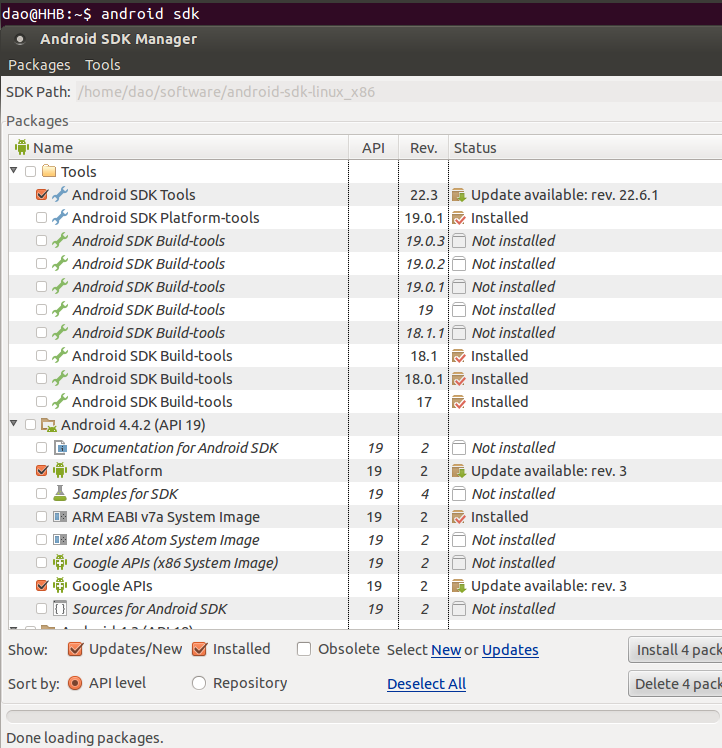 dao@HHB:~$ android sdk
Android SDK Manager
Packages Tools
SDK Path: /home/dao/software/android-sdk-linux_x86
Packages
Name API Rev. Status
Tools
Android SDK Tools 22.3 Update available: rev. 22.6.1
Android SDK Platform-tools 19.0.1 Installed
Android SDK Build-tools 19.0.3 Not installed
Android SDK Build-tools 19.0.2 Not installed
Android SDK Build-tools 19.0.1 Not installed
Android SDK Build-tools 19 Not installed
Android SDK Build-tools 18.1.1 Not installed
Android SDK Build-tools 18.1 Installed
Android SDK Build-tools 18.0.1 Installed
Android SDK Build-tools 17 Installed
Android 4.4.2 (API 19)
Documentation for Android SDK 19 2 Not installed
SDK Platform 19 2 Update available: rev. 3
Samples for SDK 19 4 Not installed
ARM EABI v7a System Image 19 2 Installed
Intel x86 Atom System Image 19 2 Not installed
Google APIs (x86 System Image) 19 2 Not installed
Google APIs 19 2 Update available: rev. 3
Sources for Android SDK 19 2 Not installed
Show: Updates/New Installed Obsolete Select New or Updates Install 4 pack
Sort by: API level Repository Deselect All Delete 4 pack
Done loading packages.